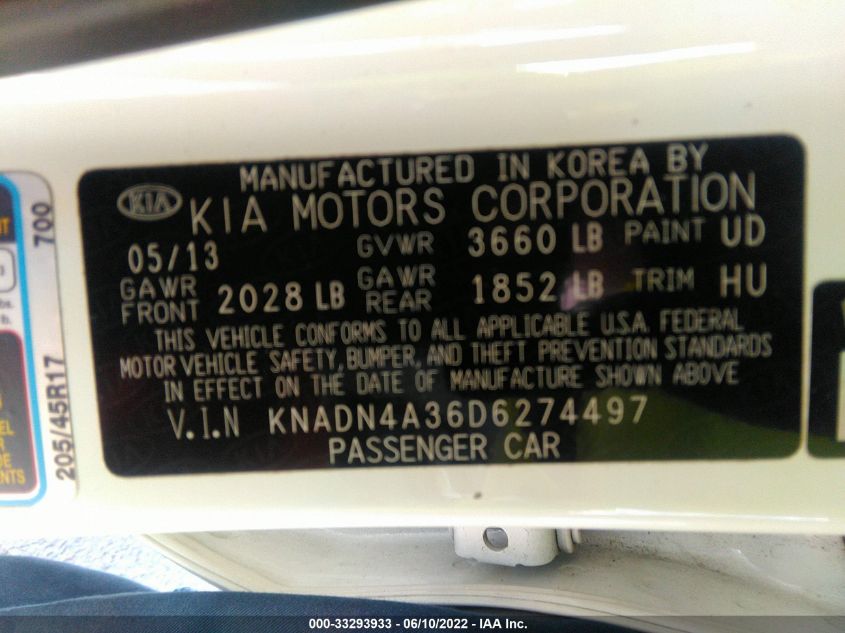 MANUFACTURED IN KOREA BY
KIA KIA MOTORS CORPORATION
05/13 GVWR 3660 LB PAINT UD
GAWR FRONT 2028 LB GAWR REAR 1852 LB TRIM HU
THIS VEHICLE CONFORMS TO ALL APPLICABLE U.S.A. FEDERAL
MOTOR VEHICLE SAFETY, BUMPER, AND THEFT PREVENTION STANDARDS
IN EFFECT ON THE DATE OF MANUFACTURE SHOWN ABOVE
V.I.N KNADN4A36D6274497
PASSENGER CAR
205/45R17 700
000-33293933 - 06/10/2022 - IAA Inc.